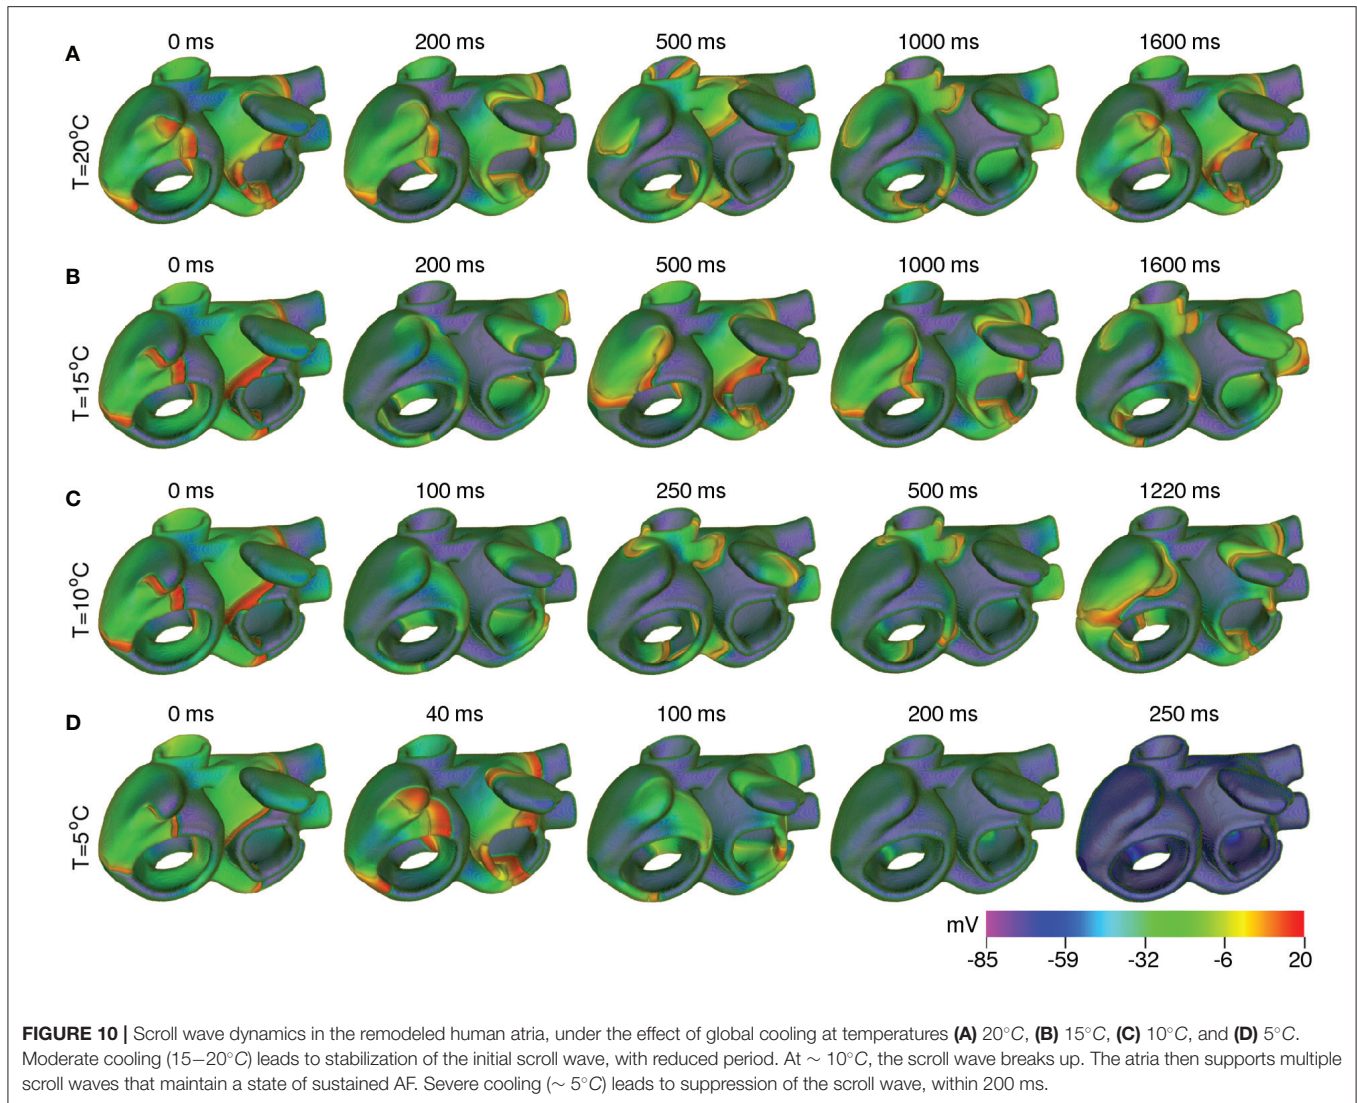 A
0 ms
200 ms
500 ms
1000 ms
1600 ms
T=20°C
B
0 ms
200 ms
500 ms
1000 ms
1600 ms
T=15°C
C
0 ms
100 ms
250 ms
500 ms
1220 ms
T=10°C
D
0 ms
40 ms
100 ms
200 ms
250 ms
T=5°C
mV
-85 -59 -32 -6 20
FIGURE 10 | Scroll wave dynamics in the remodeled human atria, under the effect of global cooling at temperatures (A) 20°C, (B) 15°C, (C) 10°C, and (D) 5°C.
Moderate cooling (15−20°C) leads to stabilization of the initial scroll wave, with reduced period. At ∼ 10°C, the scroll wave breaks up. The atria then supports multiple
scroll waves that maintain a state of sustained AF. Severe cooling (∼ 5°C) leads to suppression of the scroll wave, within 200 ms.